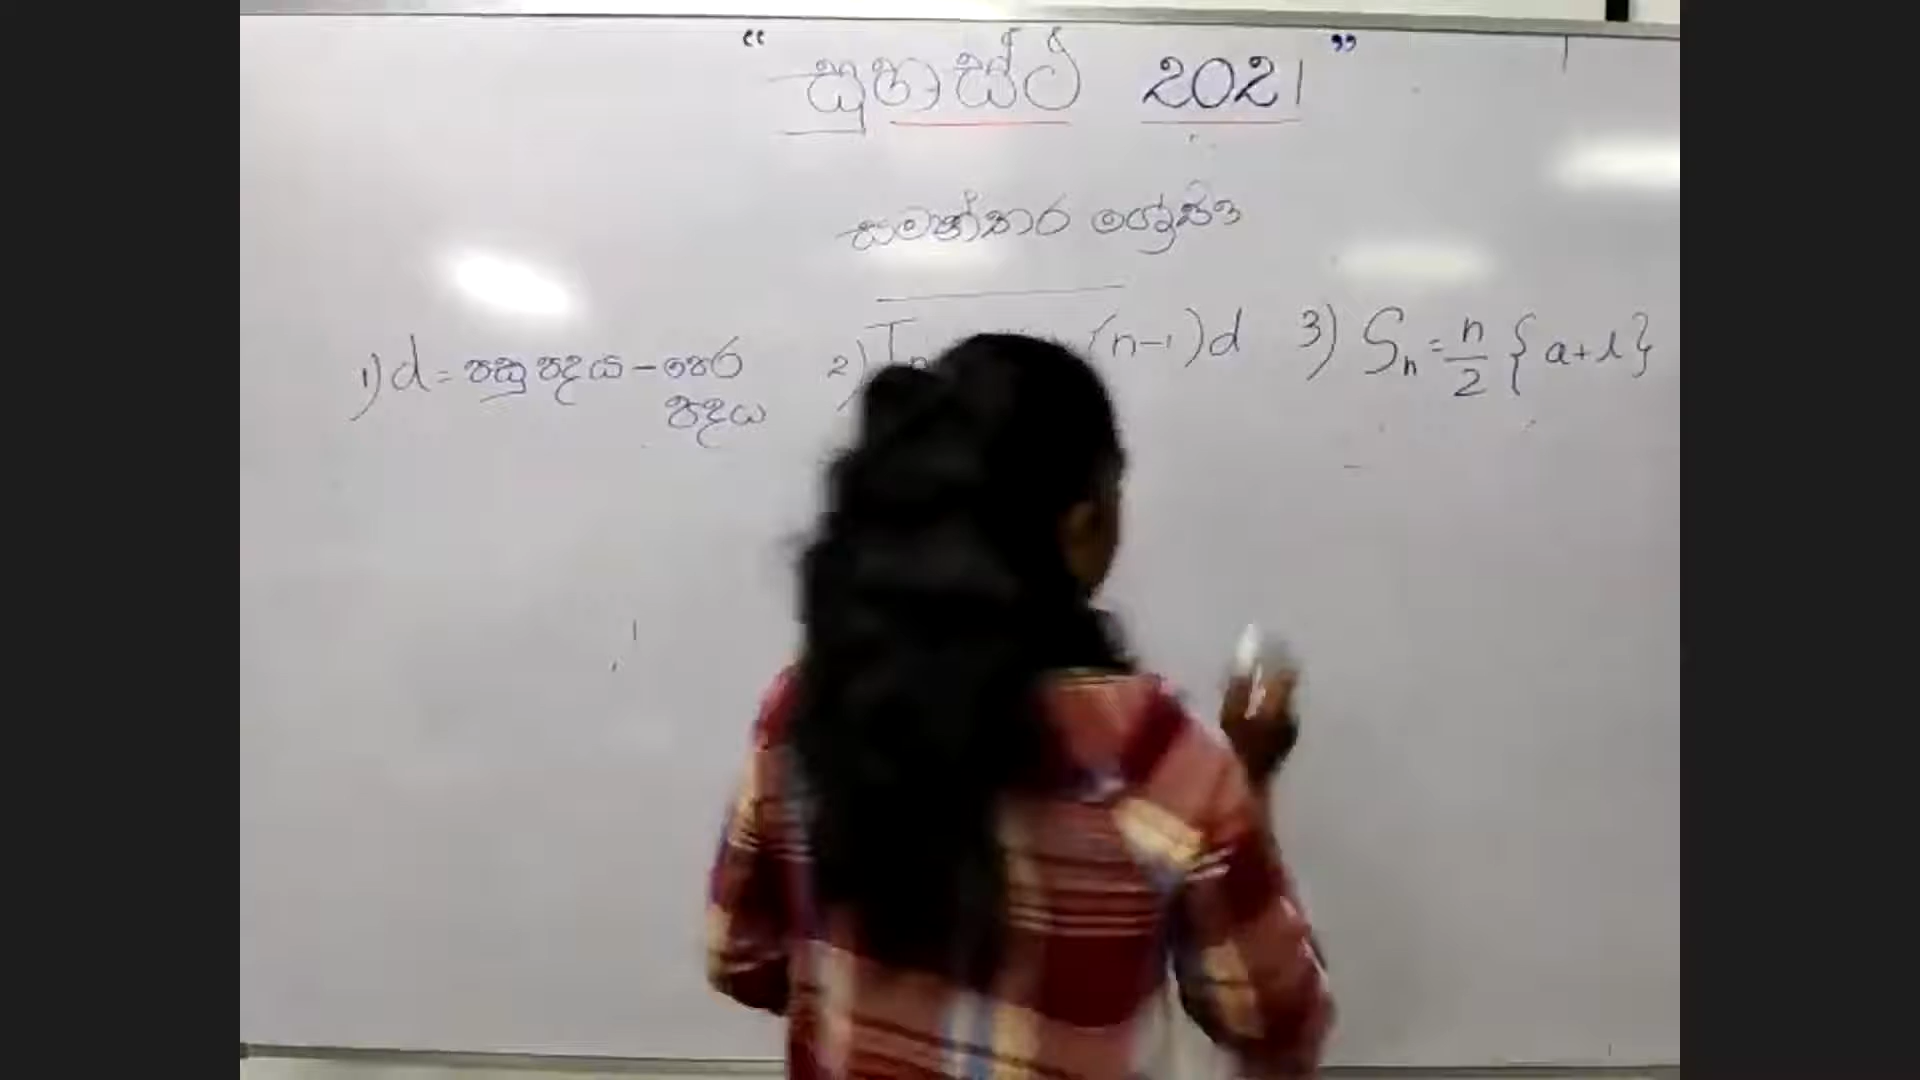 “ සුභාස්ට් 2021 ”
සමාන්තර ශ්‍රේඪි
1) d = පසු පදය - පෙර
පදය
2) Tn (n-1)d
3) Sn = n/2 { a + l }